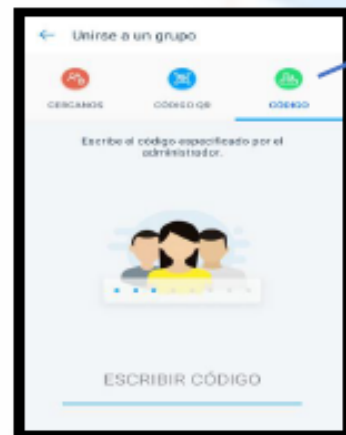 Unirse a un grupo
CERCANOS CÓDIGO QR CÓDIGO
Escribe el código especificado por el
administrador.
ESCRIBIR CÓDIGO